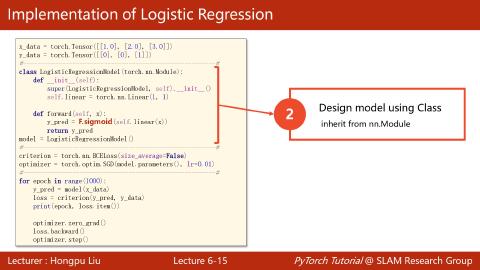 Implementation of Logistic Regression
x_data = torch.Tensor([[1.0], [2.0], [3.0]])
y_data = torch.Tensor([[0], [0], [1]])
#-------------------------------------------------------#
class LogisticRegressionModel(torch.nn.Module):
def __init__(self):
super(LogisticRegressionModel, self).__init__()
self.linear = torch.nn.Linear(1, 1)
def forward(self, x):
y_pred = F.sigmoid(self.linear(x))
return y_pred
model = LogisticRegressionModel()
#-------------------------------------------------------#
criterion = torch.nn.BCELoss(size_average=False)
optimizer = torch.optim.SGD(model.parameters(), lr=0.01)
#-------------------------------------------------------#
for epoch in range(1000):
y_pred = model(x_data)
loss = criterion(y_pred, y_data)
print(epoch, loss.item())
optimizer.zero_grad()
loss.backward()
optimizer.step()
2
Design model using Class
inherit from nn.Module
Lecturer : Hongpu Liu
Lecture 6-15
PyTorch Tutorial @ SLAM Research Group